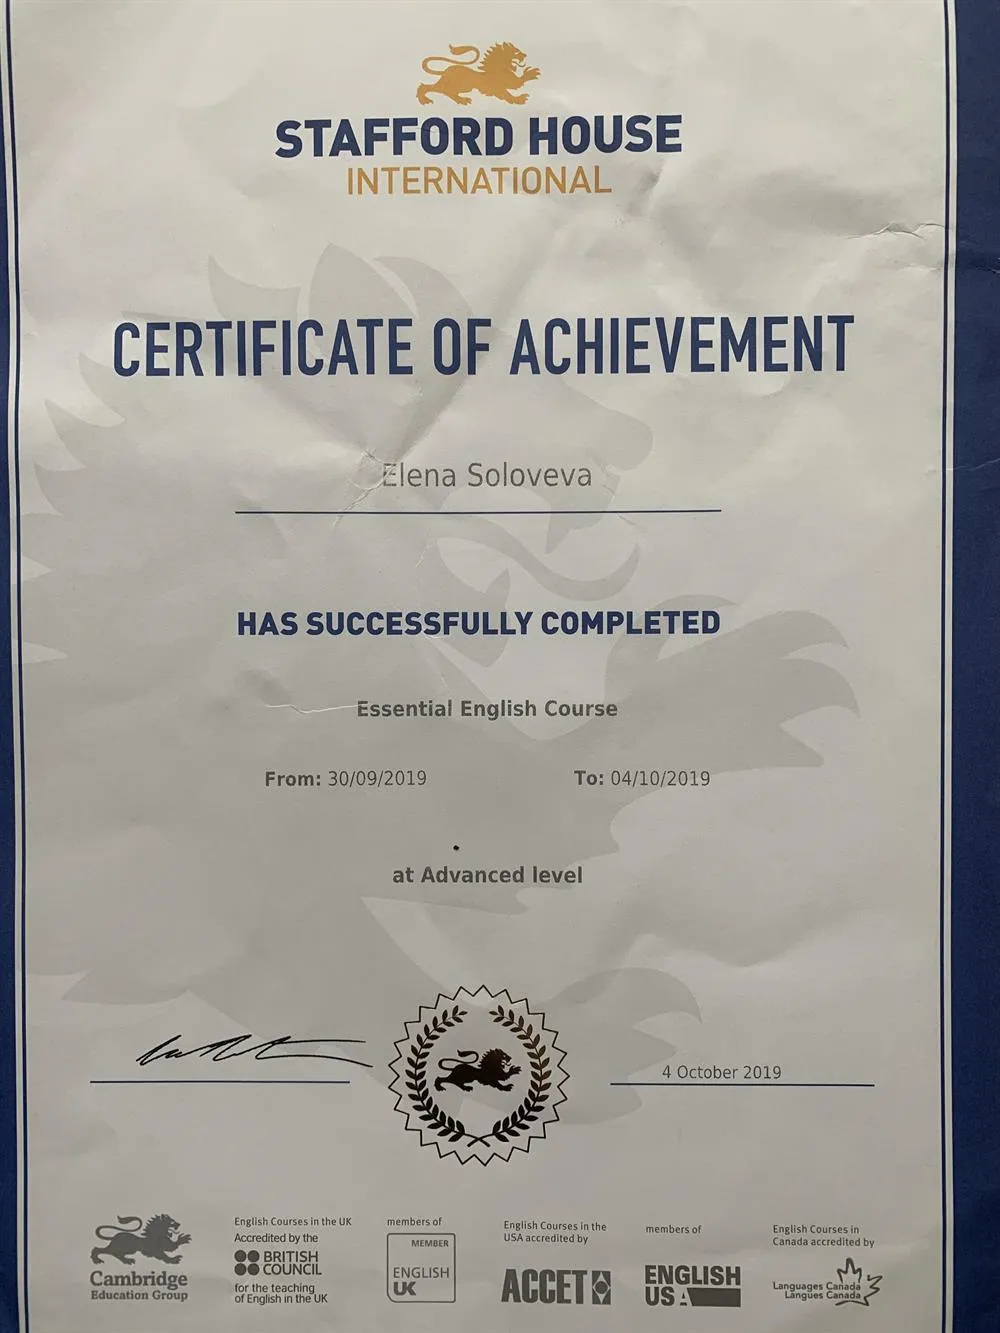 STAFFORD HOUSE
INTERNATIONAL
CERTIFICATE OF ACHIEVEMENT
Elena Soloveva
HAS SUCCESSFULLY COMPLETED
Essential English Course
From: 30/09/2019 To: 04/10/2019
at Advanced level
4 October 2019
Cambridge
Education Group
English Courses in the UK
Accredited by the
BRITISH
COUNCIL
for the teaching
of English in the UK
members of
MEMBER
ENGLISH
UK
English Courses in the
USA accredited by
ACCET
members of
ENGLISH
USA
English Courses in
Canada accredited by
Languages Canada
Langues Canada